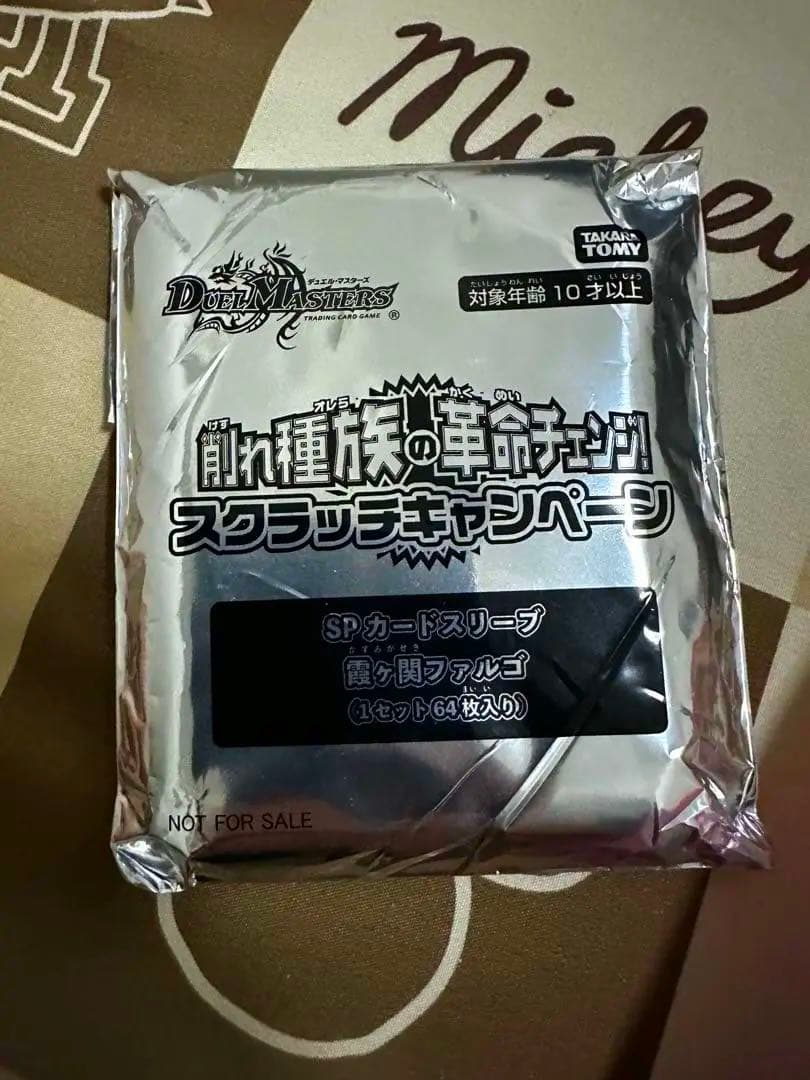 Mickey
TAKARA
TOMY
デュエル・マスターズ
DUEL MASTERS
TRADING CARD GAME ®
たいしょうねんれい さい いじょう
対象年齢 10才以上
けず オレラ かく めい
削れ種族の革命チェンジ!
スクラッチキャンペーン
SPカードスリーブ
かすみがせき
霞ヶ関ファルゴ
まいい
(1セット64枚入り)
NOT FOR SALE